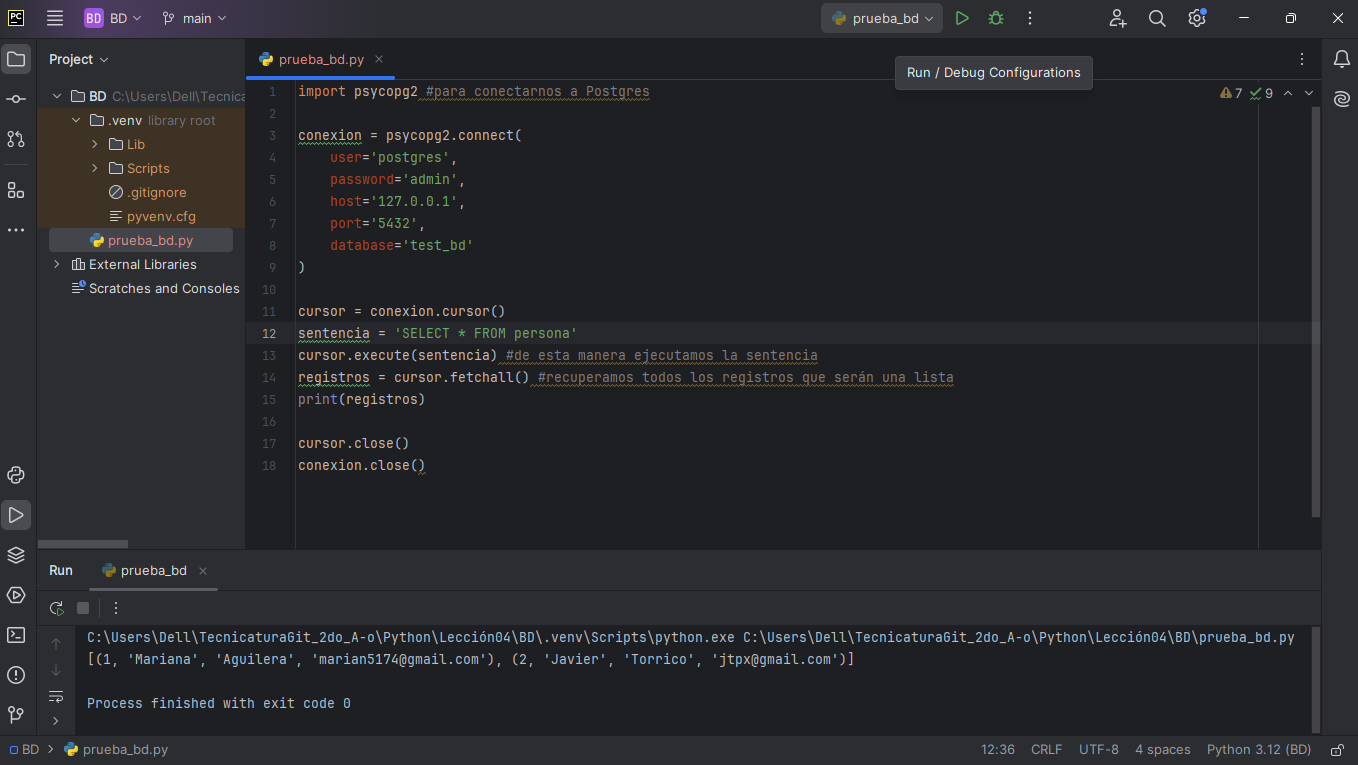 PC BD BD main prueba_bd
Project prueba_bd.py
Run / Debug Configurations
BD C:\Users\Dell\Tecnica
.venv library root
Lib
Scripts
.gitignore
pyvenv.cfg
prueba_bd.py
External Libraries
Scratches and Consoles
7 9
1 import psycopg2 #para conectarnos a Postgres
2
3 conexion = psycopg2.connect(
4 user='postgres',
5 password='admin',
6 host='127.0.0.1',
7 port='5432',
8 database='test_bd'
9 )
10
11 cursor = conexion.cursor()
12 sentencia = 'SELECT * FROM persona'
13 cursor.execute(sentencia) #de esta manera ejecutamos la sentencia
14 registros = cursor.fetchall() #recuperamos todos los registros que serán una lista
15 print(registros)
16
17 cursor.close()
18 conexion.close()
Run prueba_bd
C:\Users\Dell\TecnicaturaGit_2do_A-o\Python\Lección04\BD\.venv\Scripts\python.exe C:\Users\Dell\TecnicaturaGit_2do_A-o\Python\Lección04\BD\prueba_bd.py
[(1, 'Mariana', 'Aguilera', 'marian5174@gmail.com'), (2, 'Javier', 'Torrico', 'jtpx@gmail.com')]
Process finished with exit code 0
BD prueba_bd.py 12:36 CRLF UTF-8 4 spaces Python 3.12 (BD)